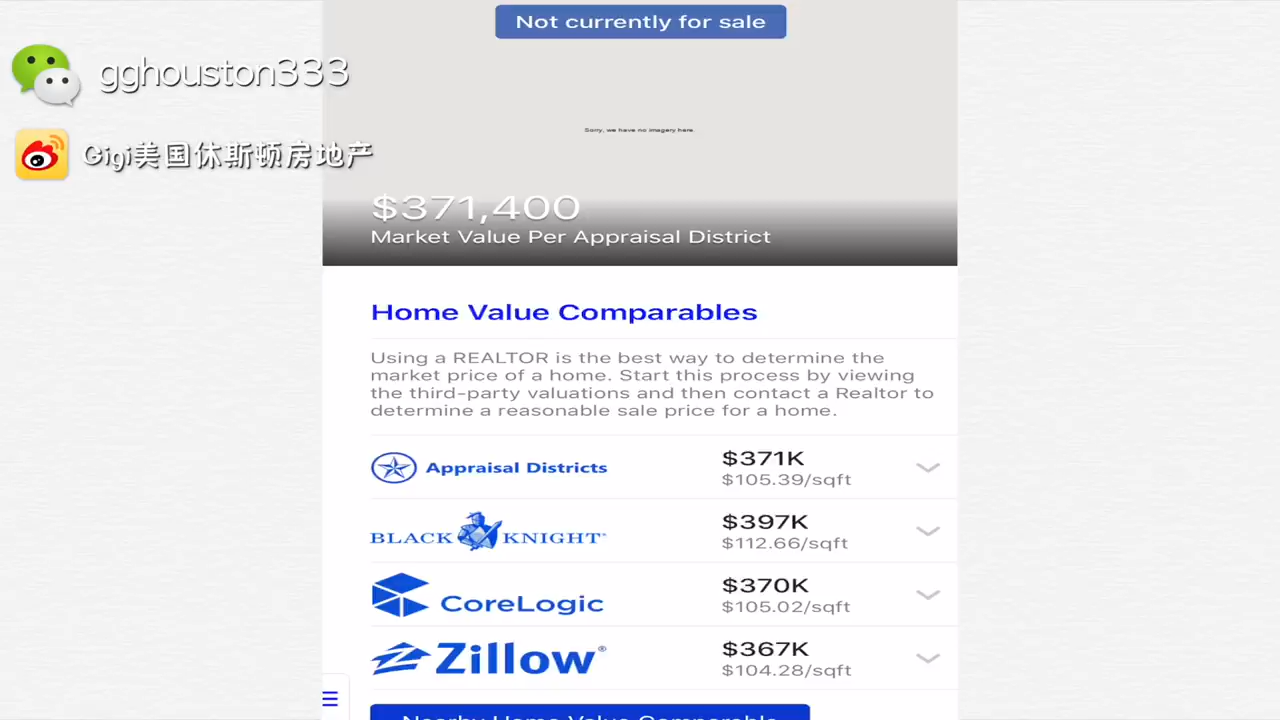 Not currently for sale
gghouston333
Sorry, we have no imagery here.
Gigi美国休斯顿房地产
$371,400
Market Value Per Appraisal District
Home Value Comparables
Using a REALTOR is the best way to determine the
market price of a home. Start this process by viewing
the third-party valuations and then contact a Realtor to
determine a reasonable sale price for a home.
Appraisal Districts
$371K
$105.39/sqft
BLACK KNIGHT
$397K
$112.66/sqft
CoreLogic
$370K
$105.02/sqft
Zillow®
$367K
$104.28/sqft
Nearby Home Value Comparable